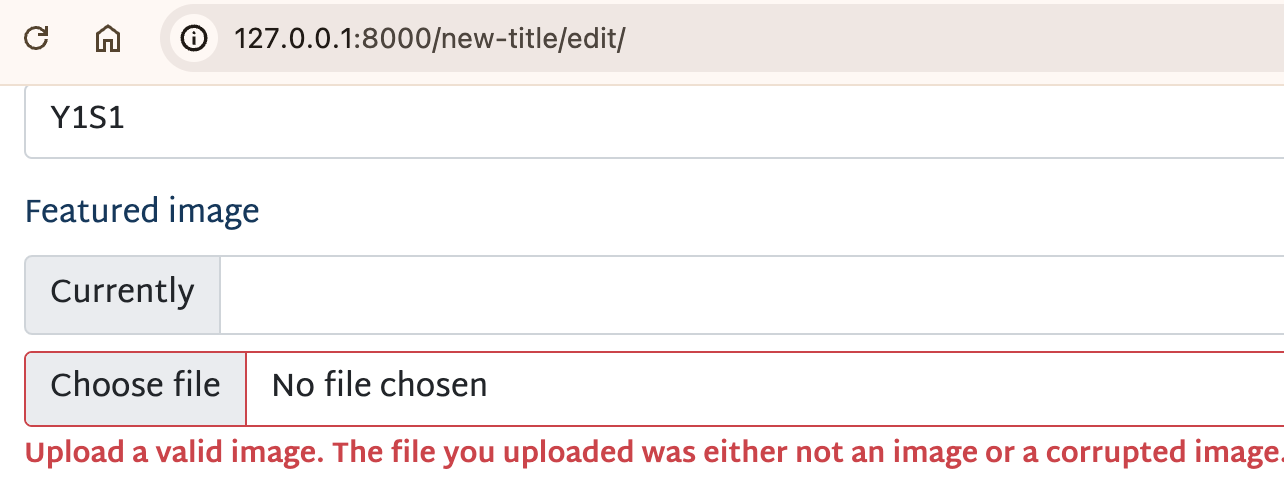 127.0.0.1:8000/new-title/edit/
Y1S1
Featured image
Currently
Choose file No file chosen
Upload a valid image. The file you uploaded was either not an image or a corrupted image.